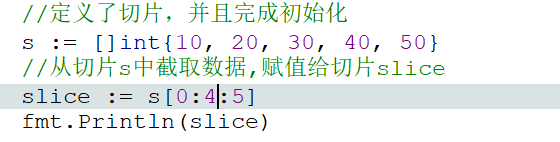 //定义了切片，并且完成初始化
s := []int{10, 20, 30, 40, 50}
//从切片s中截取数据,赋值给切片slice
slice := s[0:4:5]
fmt.Println(slice)